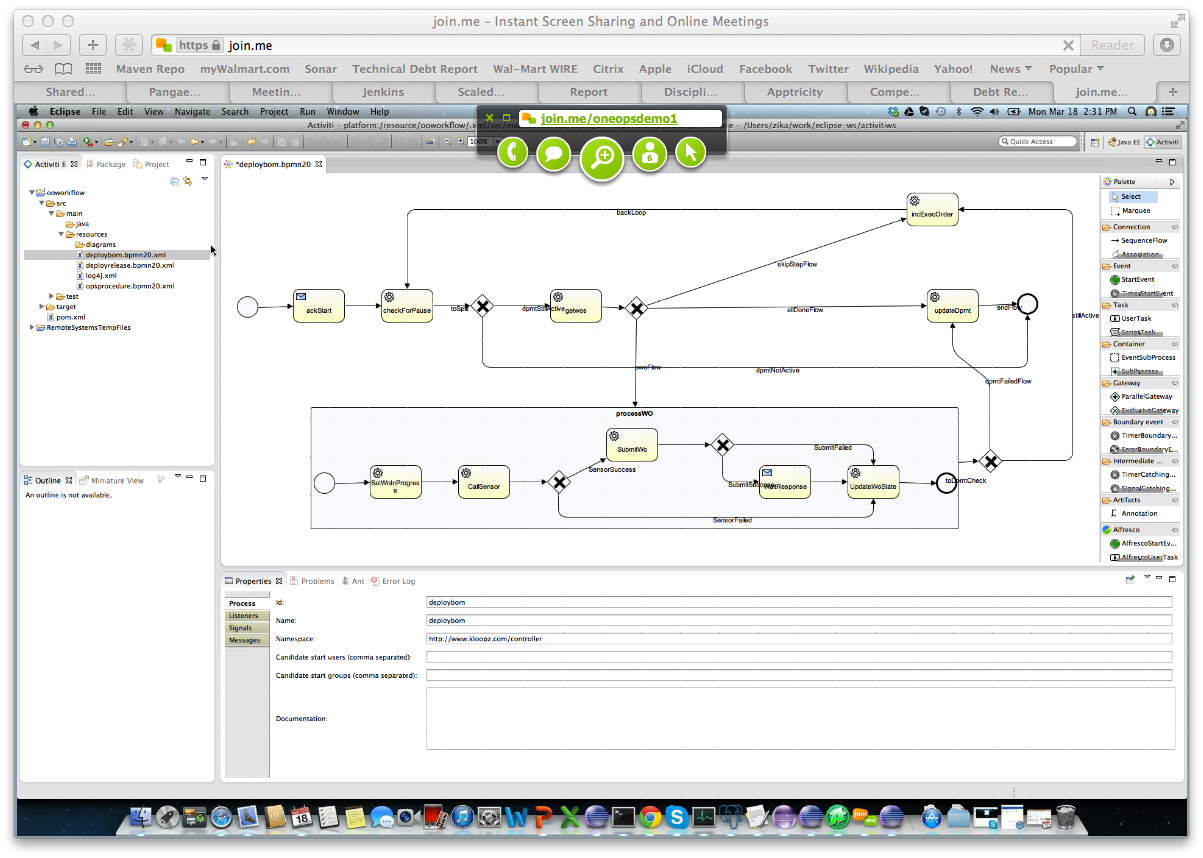 join.me – Instant Screen Sharing and Online Meetings
https join.me Reader
Maven Repo myWalmart.com Sonar Technical Debt Report Wal-Mart WIRE Citrix Apple iCloud Facebook Twitter Wikipedia Yahoo! News Popular
Shared... Pangae... Meetin... Jenkins Scaled... Report Discipli... Apptricity Compe... Debt Re... join.me...
Eclipse File Edit View Navigate Search Project Run Window Help Mon Mar 18 2:31 PM
join.me/oneopsdemo1
Activiti - platform:/resource/ooworkflow/.xml/src/ma - /Users/zika/work/eclipse-ws/activitiws
100% Quick Access Java EE Activiti
6
Activiti E Package Project
ooworkflow
src
main
java
resources
diagrams
deploybom.bpmn20.xml
deployrelease.bpmn20.xml
log4j.xml
opsprocedure.bpmn20.xml
test
target
pom.xml
RemoteSystemsTempFiles
Outline Miniature View
An outline is not available.
*deploybom.bpmn20
backLoop
incExecOrder
skipStepFlow
ackStart
checkForPause
toSplit
getwos
allDoneFlow
updateDpmt
endFlow
stillActive
woFlow
dpmtNotActive
dpmtFailedFlow
processWO
SubmitWo
SubmitFailed
SensorSuccess
SetWoInProgres
s
CallSensor
UpdateWoState
toDpmtCheck
SensorFailed
Palette
Select
Marquee
Connection
SequenceFlow
Association
Event
StartEvent
TimerStartEvent
Task
UserTask
ScriptTask
Container
EventSubProcess
SubProcess
Gateway
ParallelGateway
ExclusiveGateway
Boundary event
TimerBoundary...
ErrorBoundaryE...
Intermediate ...
TimerCatching...
SignalCatching...
Artifacts
Annotation
Alfresco
AlfrescoStartEv...
AlfrescoUserTask
Properties Problems Ant Error Log
Process
Listeners
Signals
Messages
Id: deploybom
Name: deploybom
Namespace: http://www.kloopz.com/controller
Candidate start users (comma separated):
Candidate start groups (comma separated):
Documentation:
18
join me